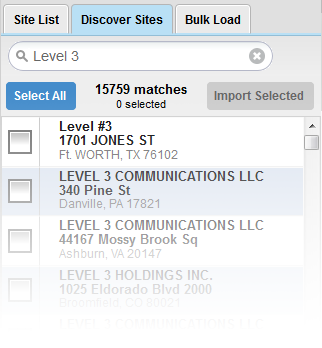 Site List Discover Sites Bulk Load
Level 3
Select All 15759 matches Import Selected
0 selected
Level #3
1701 JONES ST
Ft. WORTH, TX 76102
LEVEL 3 COMMUNICATIONS LLC
340 Pine St
Danville, PA 17821
LEVEL 3 COMMUNICATIONS LLC
44167 Mossy Brook Sq
Ashburn, VA 20147
LEVEL 3 HOLDINGS INC.
1025 Eldorado Blvd 2000
Broomfield, CO 80021